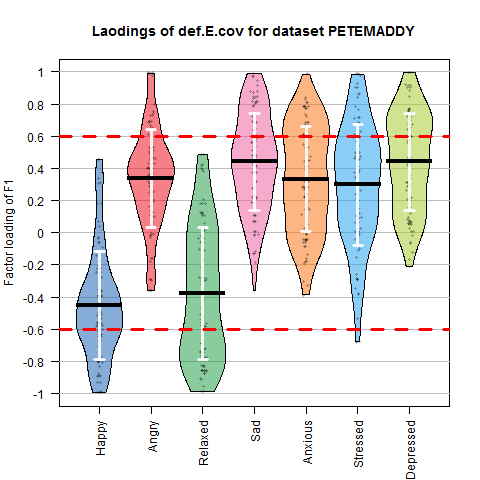 Laodings of def.E.cov for dataset PETEMADDY
Factor loading of F1
1
0.8
0.6
0.4
0.2
0
-0.2
-0.4
-0.6
-0.8
-1
Happy
Angry
Relaxed
Sad
Anxious
Stressed
Depressed